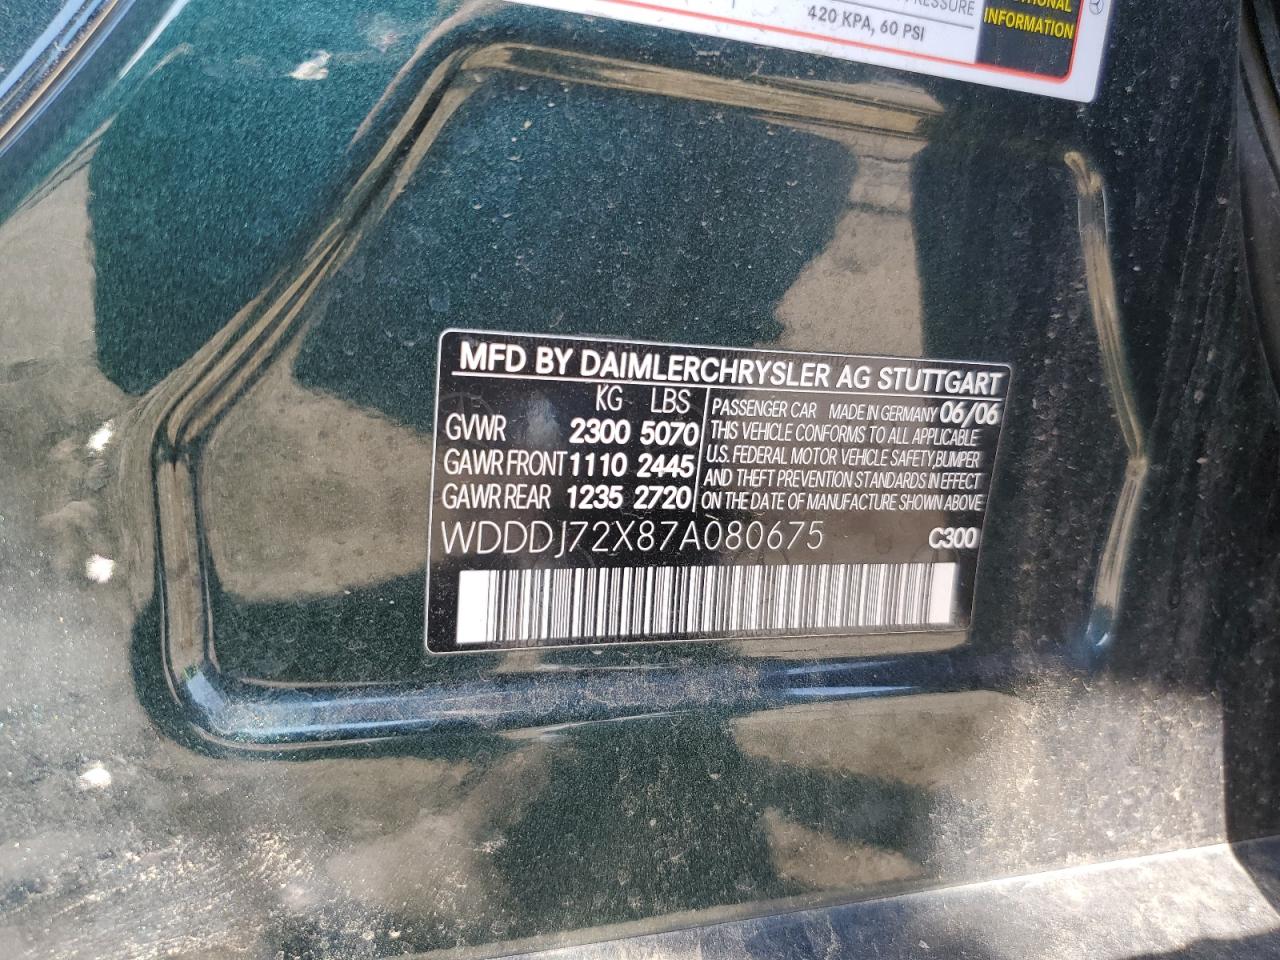 PRESSURE
420 KPA, 60 PSI
INFORMATION
MFD BY DAIMLERCHRYSLER AG STUTTGART
KG LBS
GVWR 2300 5070
GAWR FRONT 1110 2445
GAWR REAR 1235 2720
PASSENGER CAR MADE IN GERMANY 06/06
THIS VEHICLE CONFORMS TO ALL APPLICABLE
U.S. FEDERAL MOTOR VEHICLE SAFETY,BUMPER
AND THEFT PREVENTION STANDARDS IN EFFECT
ON THE DATE OF MANUFACTURE SHOWN ABOVE
WDDDJ72X87A080675 C300